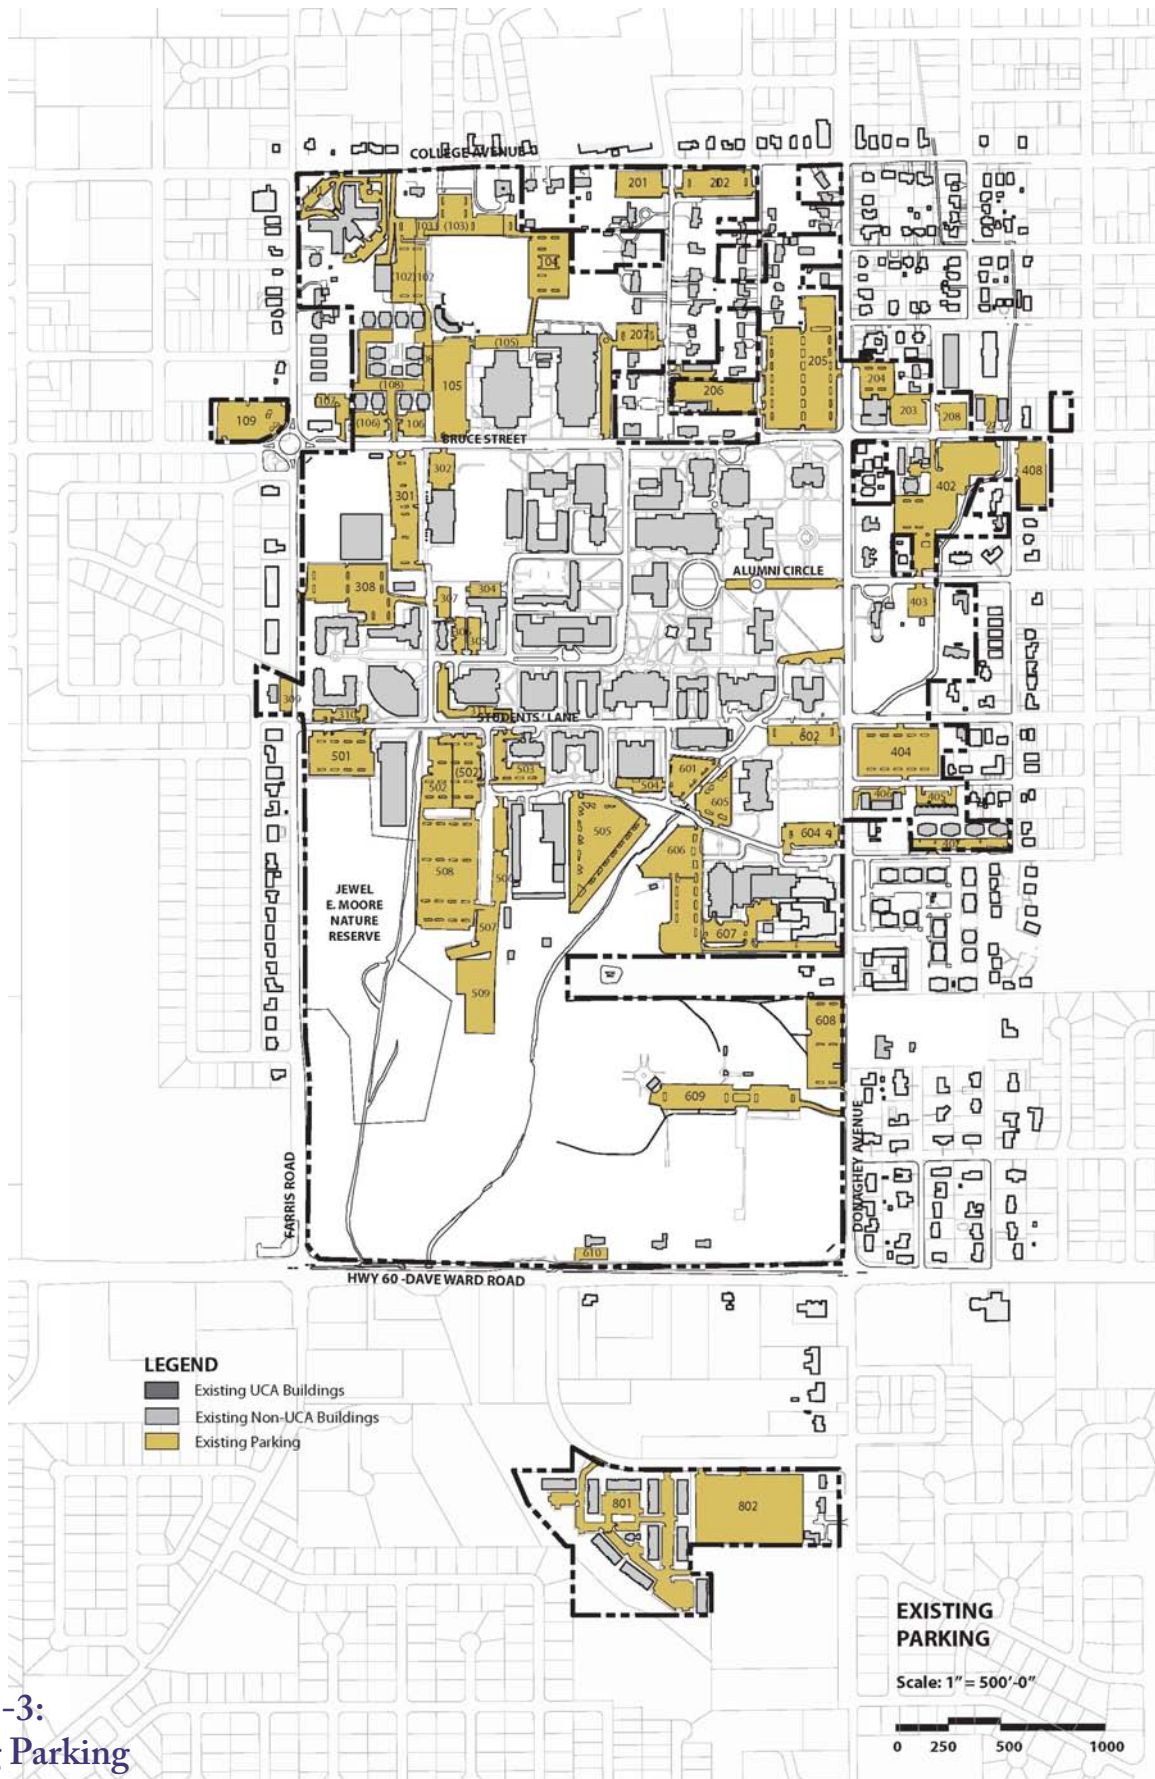 COLLEGE AVENUE
201
202
(103)
104
(102)
102
(105)
207
205
105
(108)
204
206
109
203
208
(106)
106
BRUCE STREET
302
301
402
408
ALUMNI CIRCLE
308
304
307
403
305
309
310
311
STUDENTS' LANE
602
501
404
(502)
502
503
601
504
605
406
405
505
604
606
508
JEWEL
E. MOORE
NATURE
RESERVE
507
607
509
608
609
FARRIS ROAD
DONAGHEY AVENUE
610
HWY 60 -DAVE WARD ROAD
LEGEND
Existing UCA Buildings
Existing Non-UCA Buildings
Existing Parking
801
802
EXISTING
PARKING
Scale: 1" = 500'-0"
0 250 500 1000
-3:
Parking